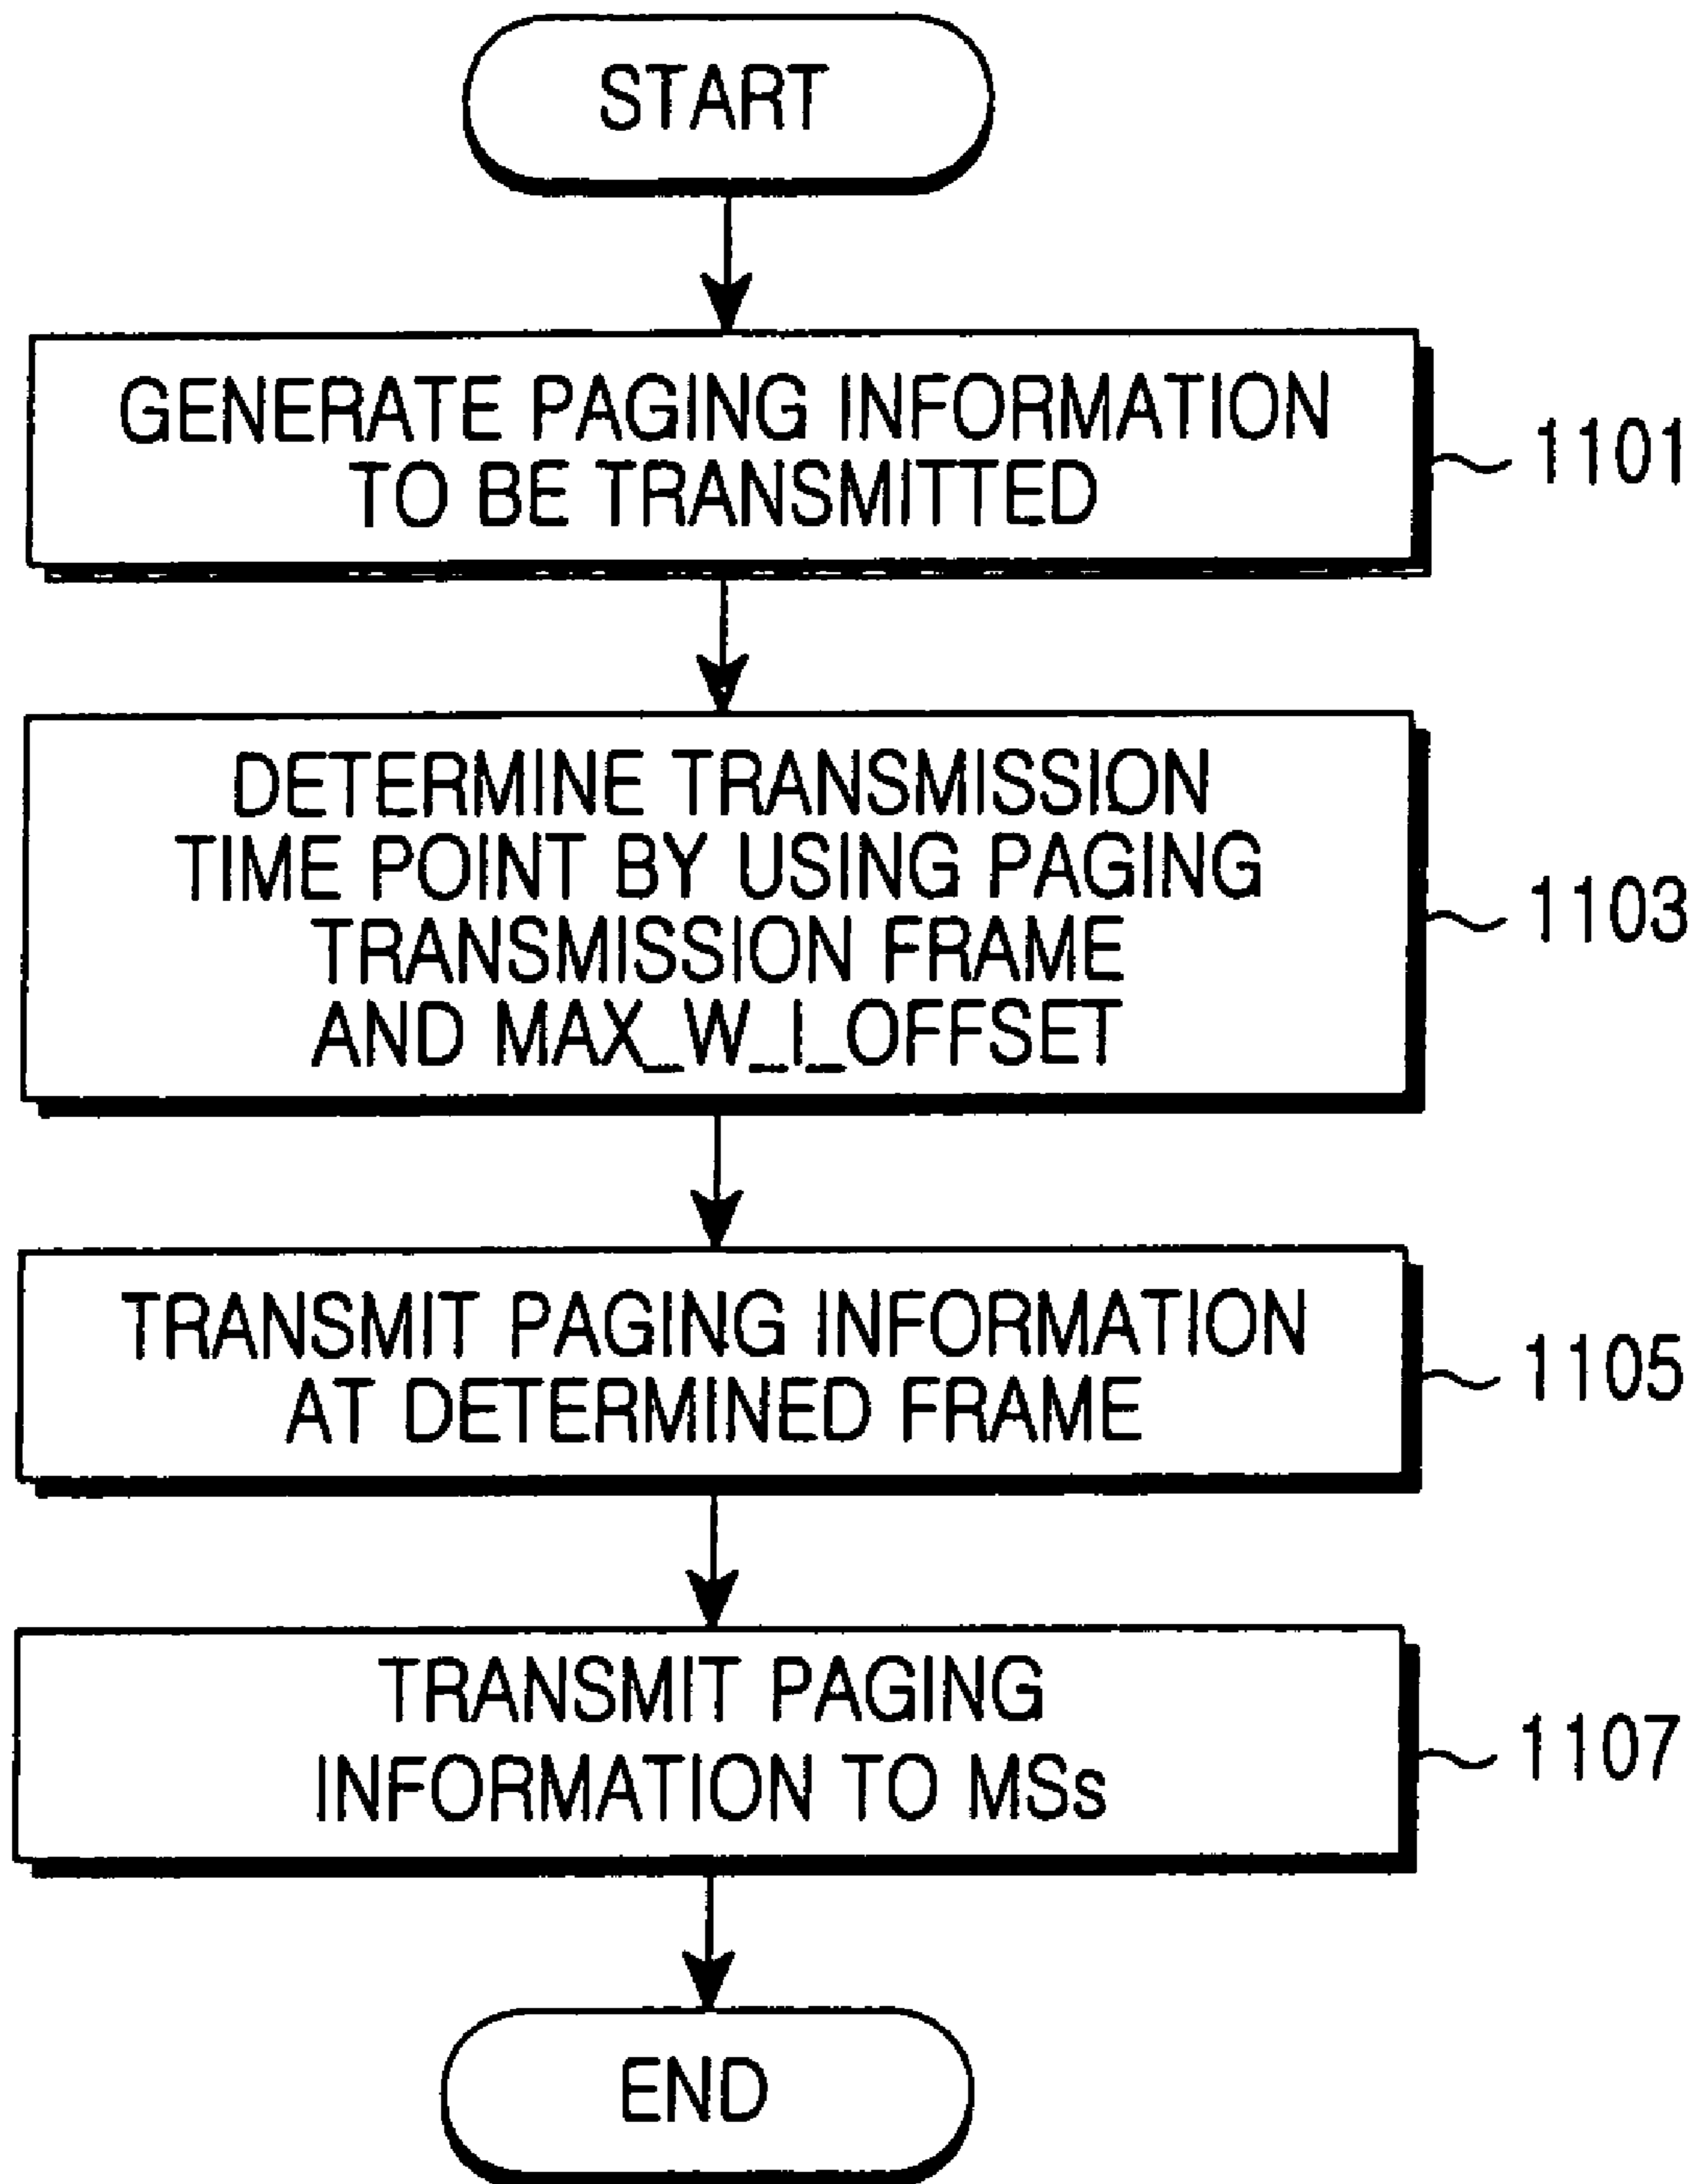 START
GENERATE PAGING INFORMATION
TO BE TRANSMITTED
1101
DETERMINE TRANSMISSION
TIME POINT BY USING PAGING
TRANSMISSION FRAME
AND MAX_W_I_OFFSET
1103
TRANSMIT PAGING INFORMATION
AT DETERMINED FRAME
1105
TRANSMIT PAGING
INFORMATION TO MSs
1107
END